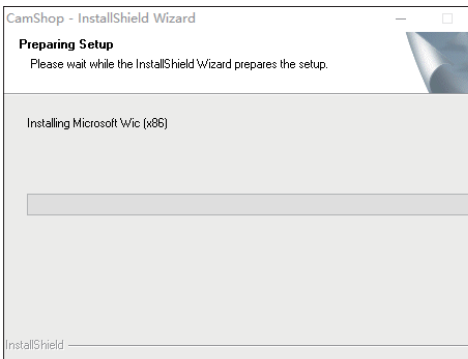 CamShop - InstallShield Wizard
Preparing Setup
Please wait while the InstallShield Wizard prepares the setup.
Installing Microsoft Wic (x86)
InstallShield